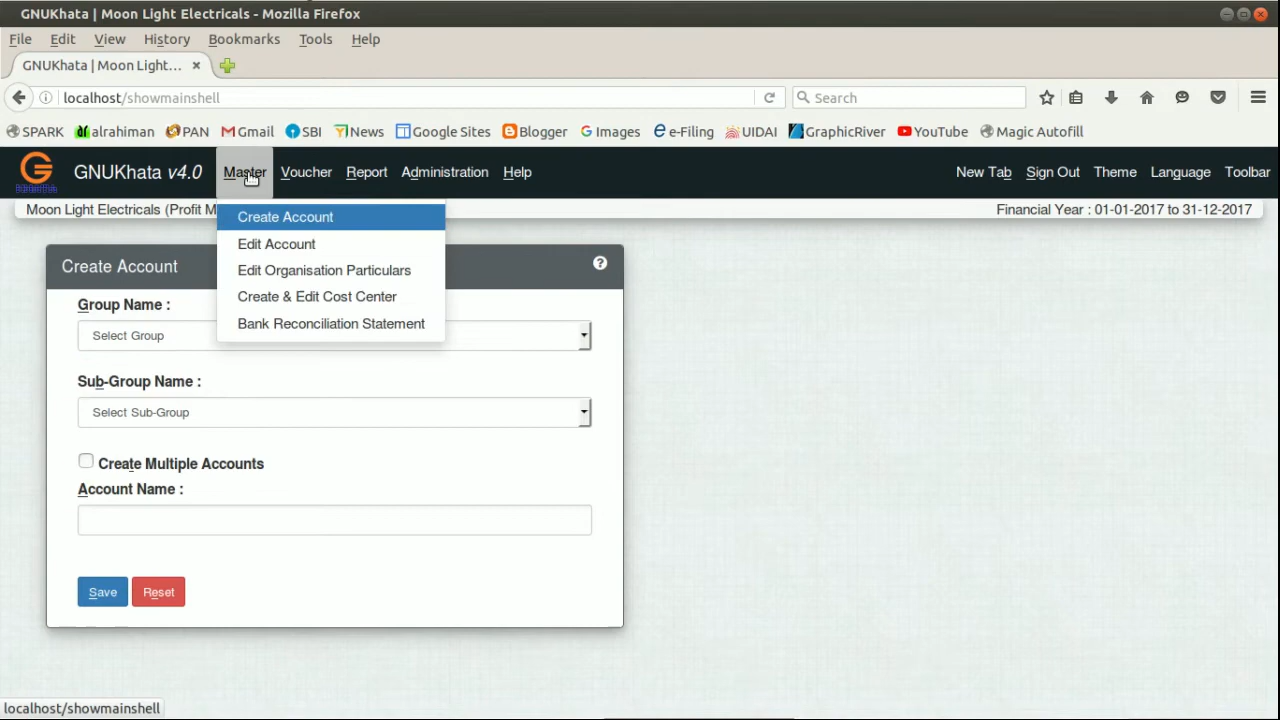 GNUKhata | Moon Light Electricals - Mozilla Firefox
File Edit View History Bookmarks Tools Help
GNUKhata | Moon Light... ×
localhost/showmainshell Search
SPARK alrahiman PAN Gmail SBI News Google Sites Blogger Images e-Filing UIDAI GraphicRiver YouTube Magic Autofill
GNUKhata v4.0 Master Voucher Report Administration Help New Tab Sign Out Theme Language Toolbar
Moon Light Electricals (Profit M Financial Year : 01-01-2017 to 31-12-2017
Create Account
Edit Account
Edit Organisation Particulars
Create & Edit Cost Center
Bank Reconciliation Statement
Create Account ?
Group Name :
Select Group
Sub-Group Name :
Select Sub-Group
Create Multiple Accounts
Account Name :
Save Reset
localhost/showmainshell